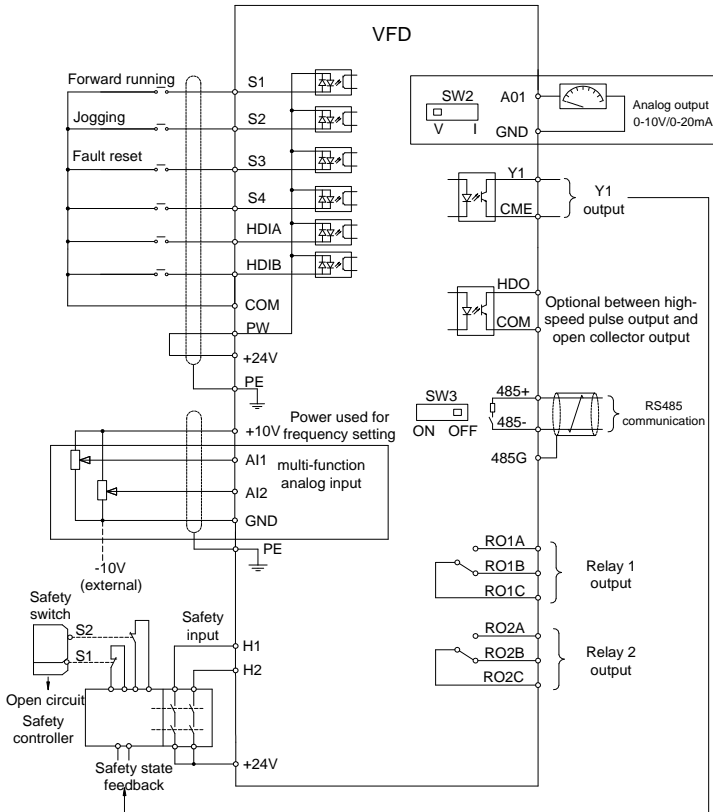 VFD
Forward running
S1
Jogging
S2
Fault reset
S3
S4
HDIA
HDIB
COM
PW
+24V
PE
Power used for
frequency setting
+10V
AI1
multi-function
analog input
AI2
GND
PE
-10V
(external)
Safety
switch
S2
S1
Open circuit
Safety
controller
Safety
input
H1
H2
+24V
Safety state
feedback
SW2
V I
A01
GND
Analog output
0-10V/0-20mA
Y1
CME
Y1
output
HDO
COM
Optional between high-
speed pulse output and
open collector output
SW3
ON OFF
485+
485-
485G
RS485
communication
RO1A
RO1B
RO1C
Relay 1
output
RO2A
RO2B
RO2C
Relay 2
output